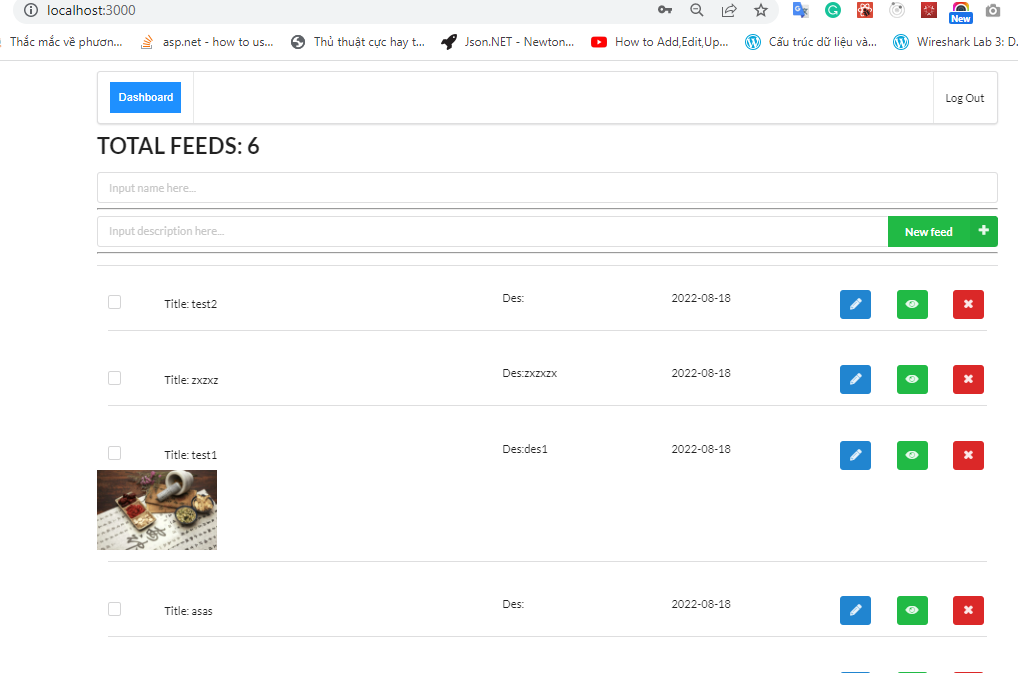 localhost:3000
New
Thắc mắc về phươn...
asp.net - how to us...
Thủ thuật cực hay t...
Json.NET - Newton...
How to Add,Edit,Up...
Cấu trúc dữ liệu và...
Wireshark Lab 3: D.
Dashboard
Log Out
TOTAL FEEDS: 6
Input name here...
Input description here...
New feed
Title: test2
Des:
2022-08-18
Title: zxzxz
Des:zxzxzx
2022-08-18
Title: test1
Des:des1
2022-08-18
Title: asas
Des:
2022-08-18